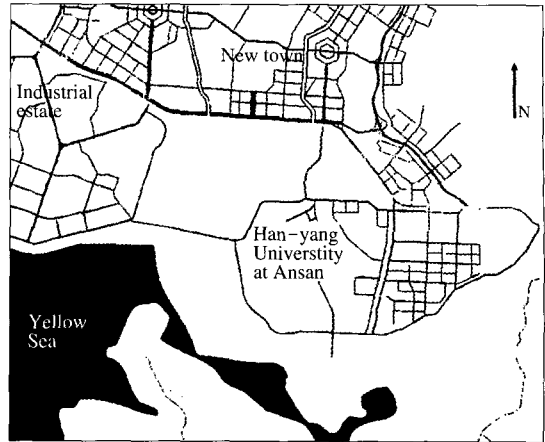 New town
Industrial
estate
N
Han-yang
Universtity
at Ansan
Yellow
Sea